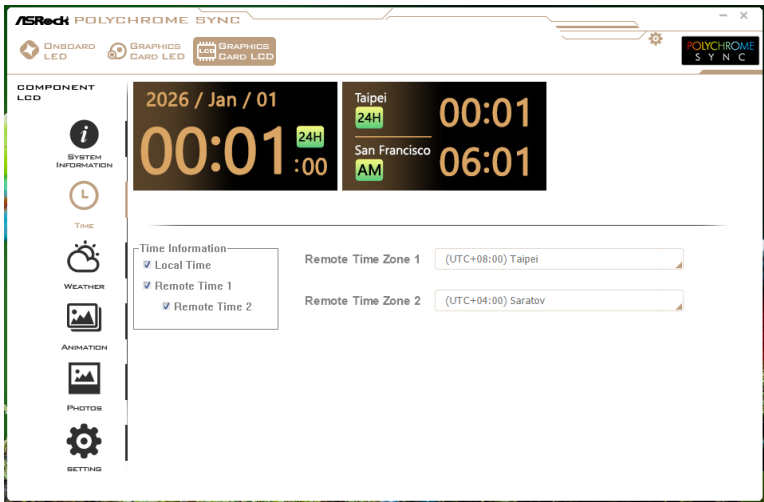 ASRock POLYCHROME SYNC
ONBOARD LED
GRAPHICS CARD LED
LCD
GRAPHICS CARD LCD
POLYCHROME
SYNC
COMPONENT
LCD
i
SYSTEM
INFORMATION
TIME
WEATHER
ANIMATION
PHOTOS
SETTING
2026 / Jan / 01
00:01
24H
:00
Taipei
24H
00:01
San Francisco
AM
06:01
Time Information
Local Time
Remote Time 1
Remote Time 2
Remote Time Zone 1
(UTC+08:00) Taipei
Remote Time Zone 2
(UTC+04:00) Saratov